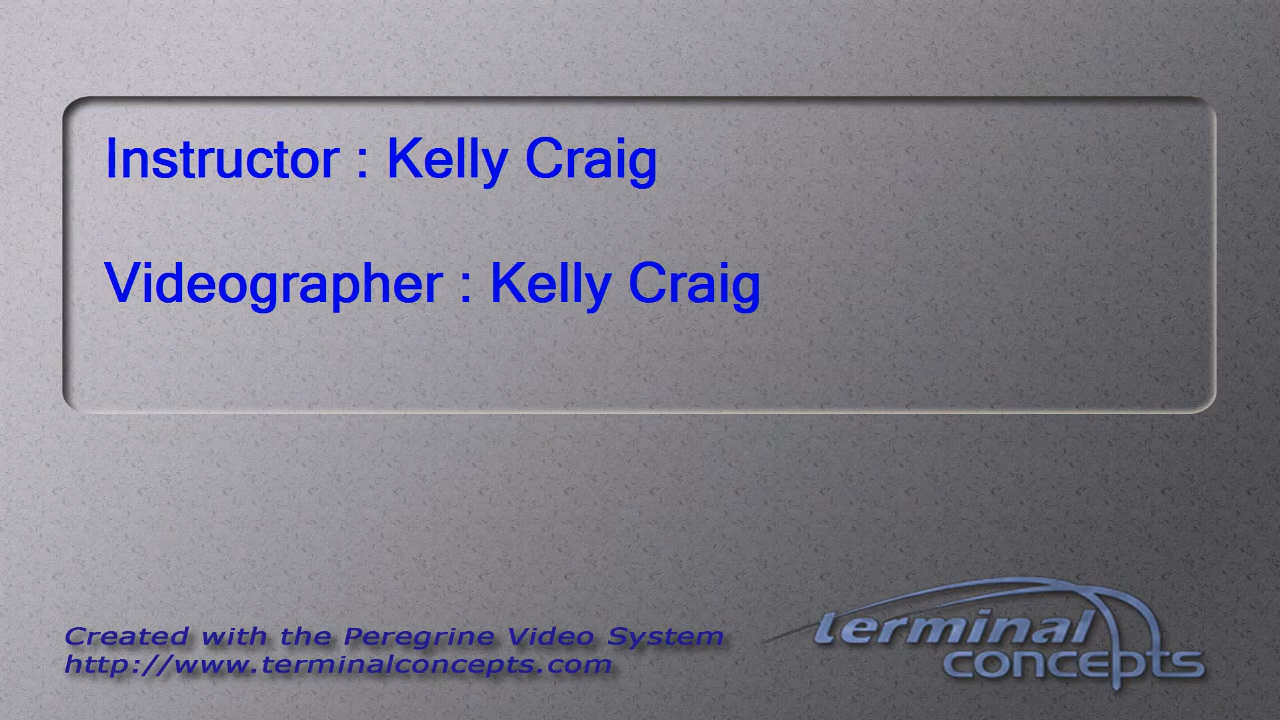 Instructor : Kelly Craig
Videographer : Kelly Craig
Created with the Peregrine Video System
http://www.terminalconcepts.com
terminal
concepts